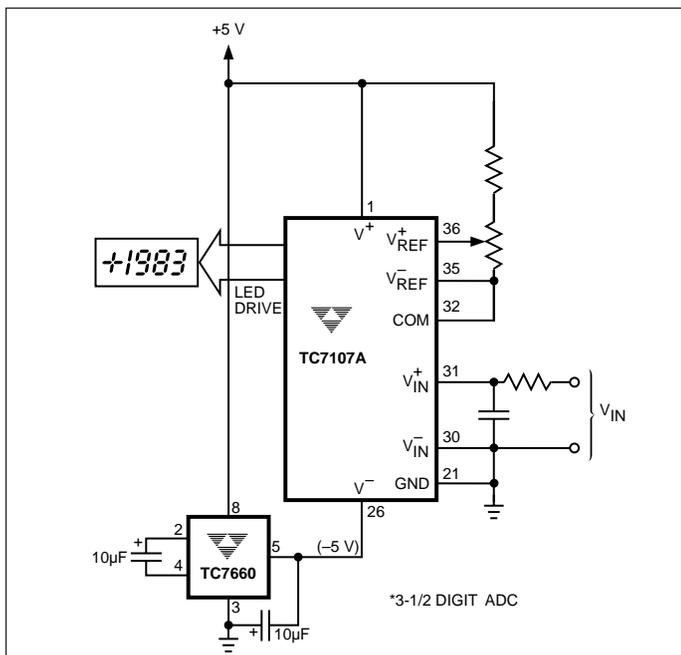 +5 V
1
V+
V+REF
36
V–REF
35
COM
32
+1983
LED
DRIVE
TC7107A
V+IN
31
VIN
V–IN
30
GND
21
V–
26
8
2
5
(–5 V)
+
10µF
4
TC7660
3
+
10µF
*3-1/2 DIGIT ADC